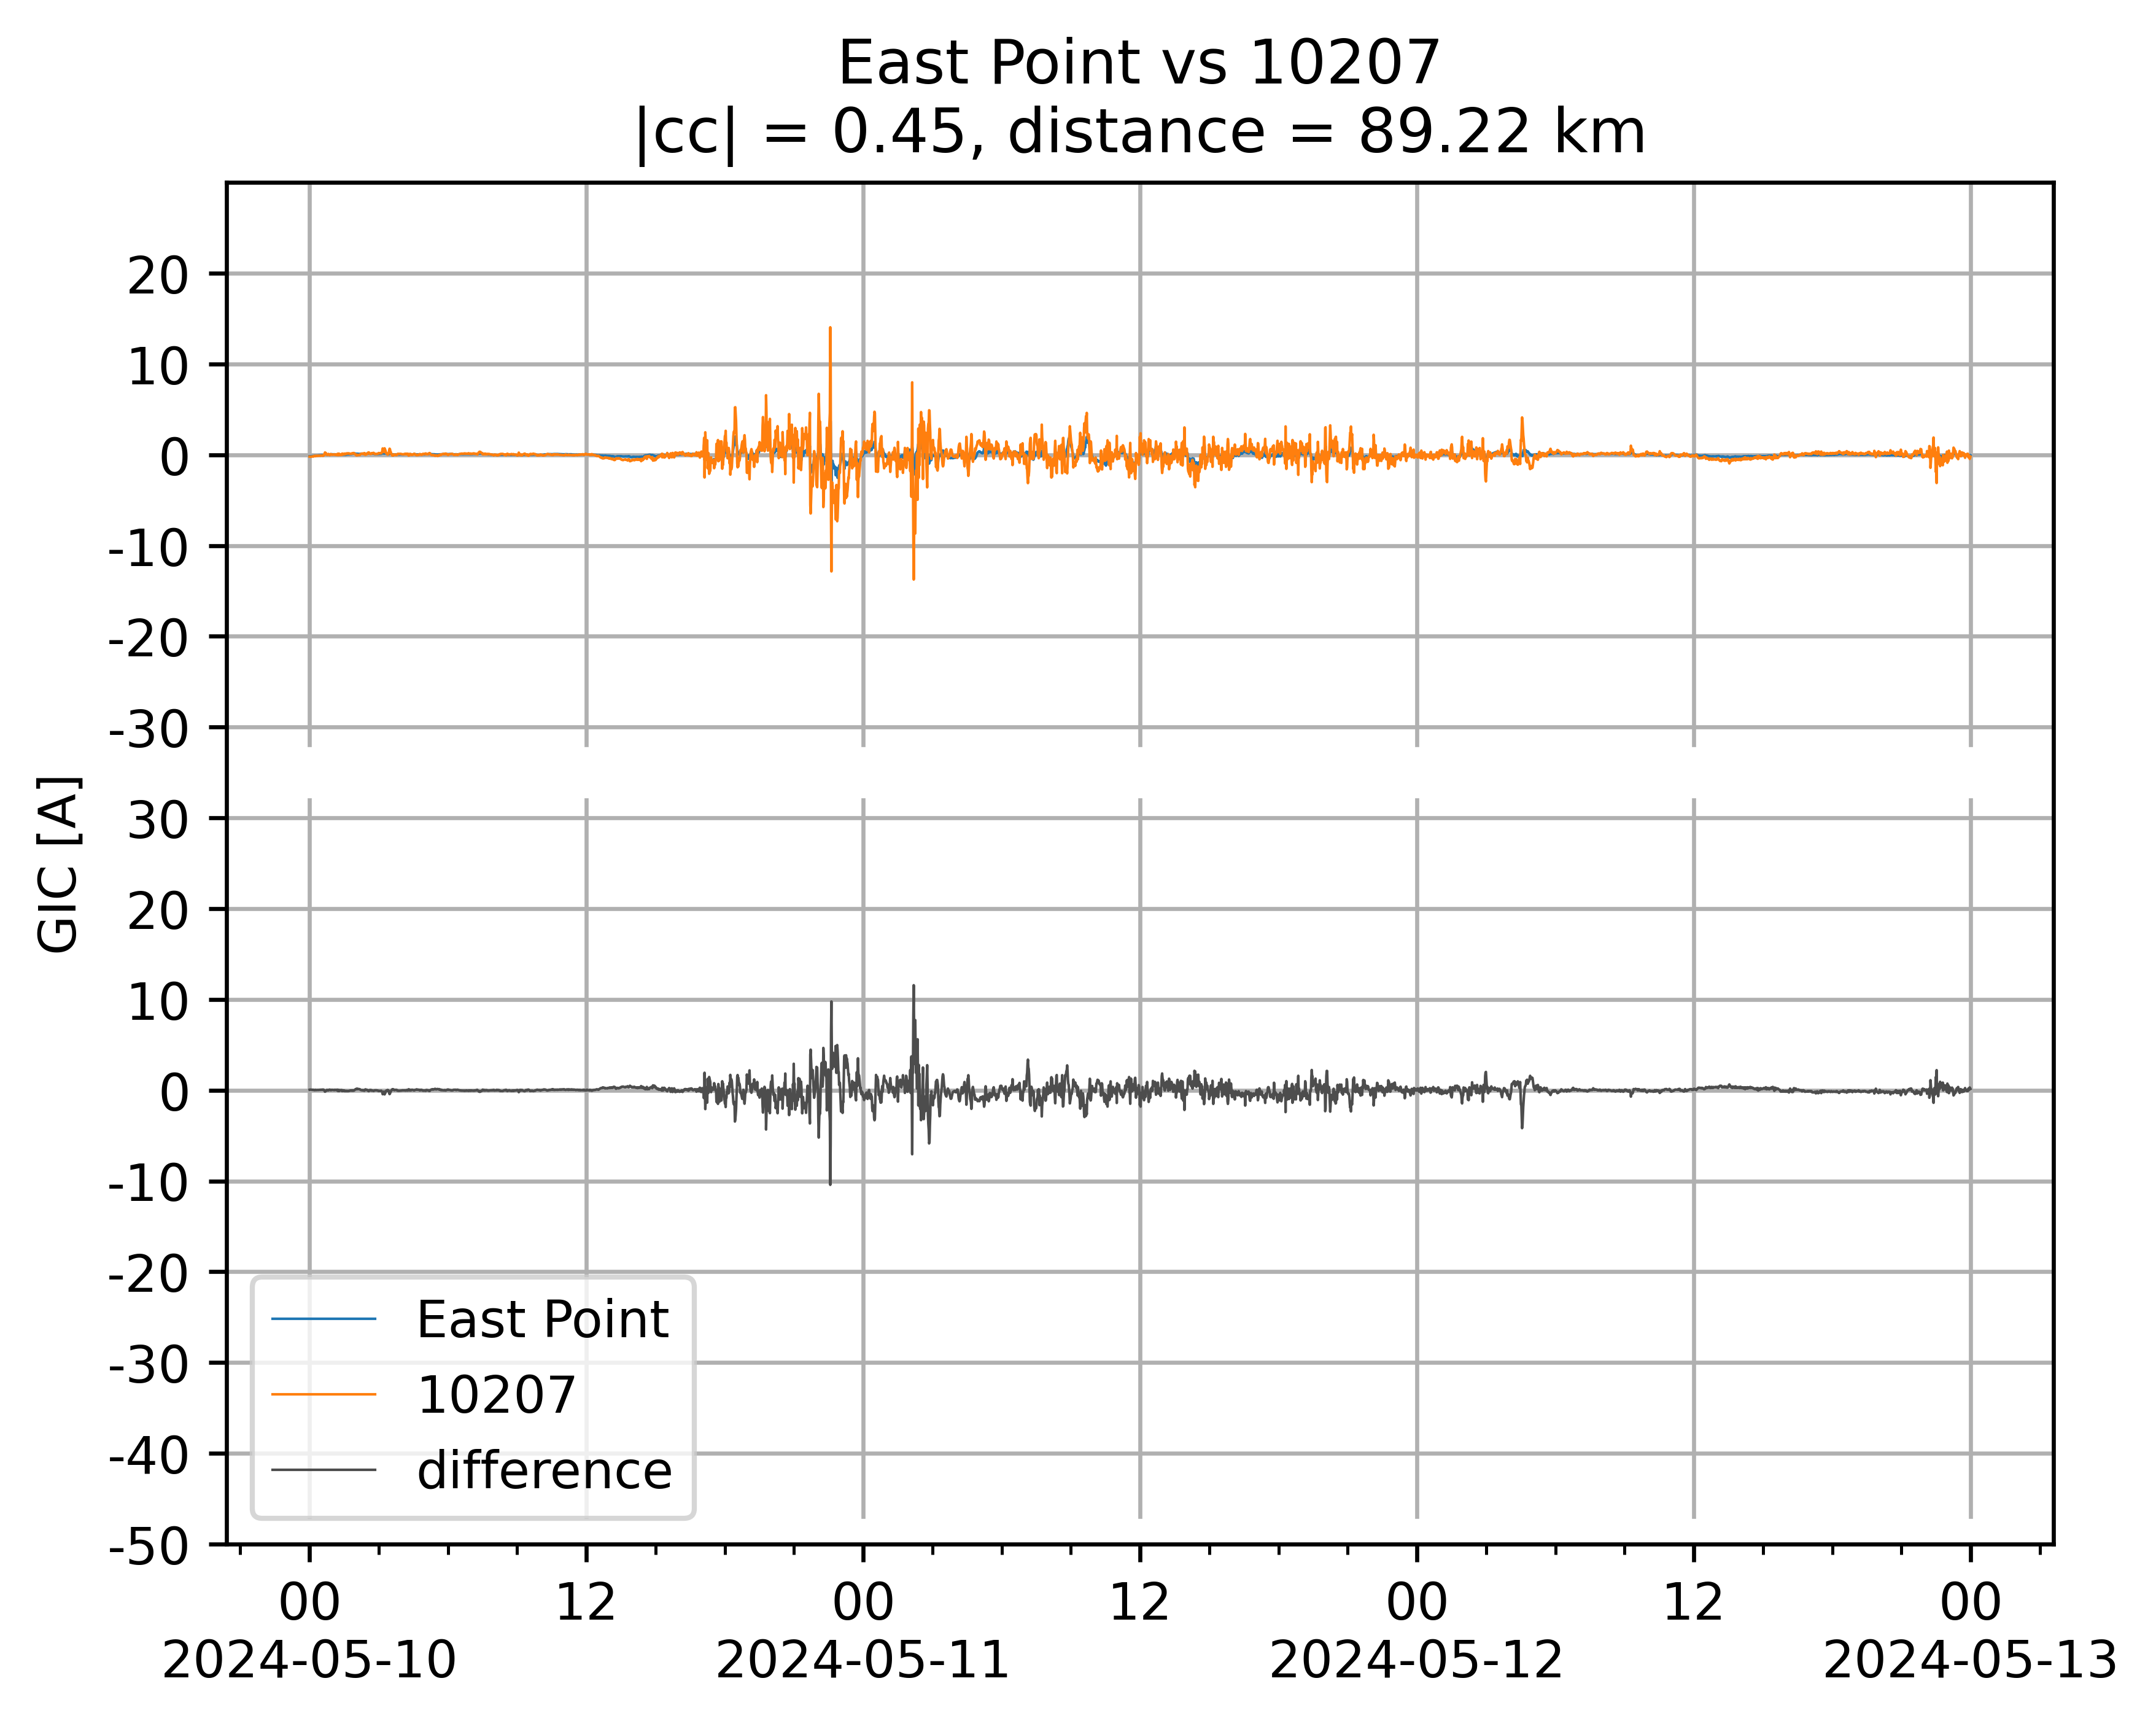 East Point vs 10207
|cc| = 0.45, distance = 89.22 km
GIC [A]
20
10
0
-10
-20
-30
30
20
10
0
-10
-20
-30
-40
-50
East Point
10207
difference
00 12 00 12 00 12 00
2024-05-10 2024-05-11 2024-05-12 2024-05-13